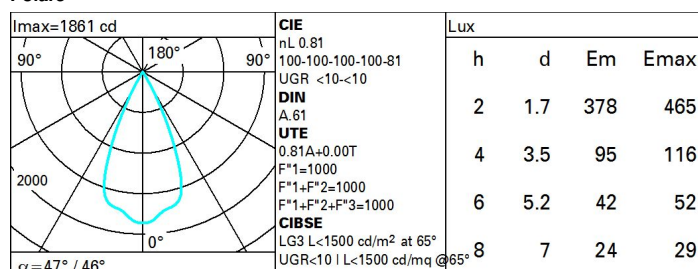 Imax=1861 cd
90°
180°
90°
2000
0°
α=47° / 46°
CIE
nL 0.81
100-100-100-100-81
UGR <10-<10
DIN
A.61
UTE
0.81A+0.00T
F"1=1000
F"1+F"2=1000
F"1+F"2+F"3=1000
CIBSE
LG3 L<1500 cd/m² at 65°
UGR<10 | L<1500 cd/mq @65°
Lux
h d Em Emax
2 1.7 378 465
4 3.5 95 116
6 5.2 42 52
8 7 24 29